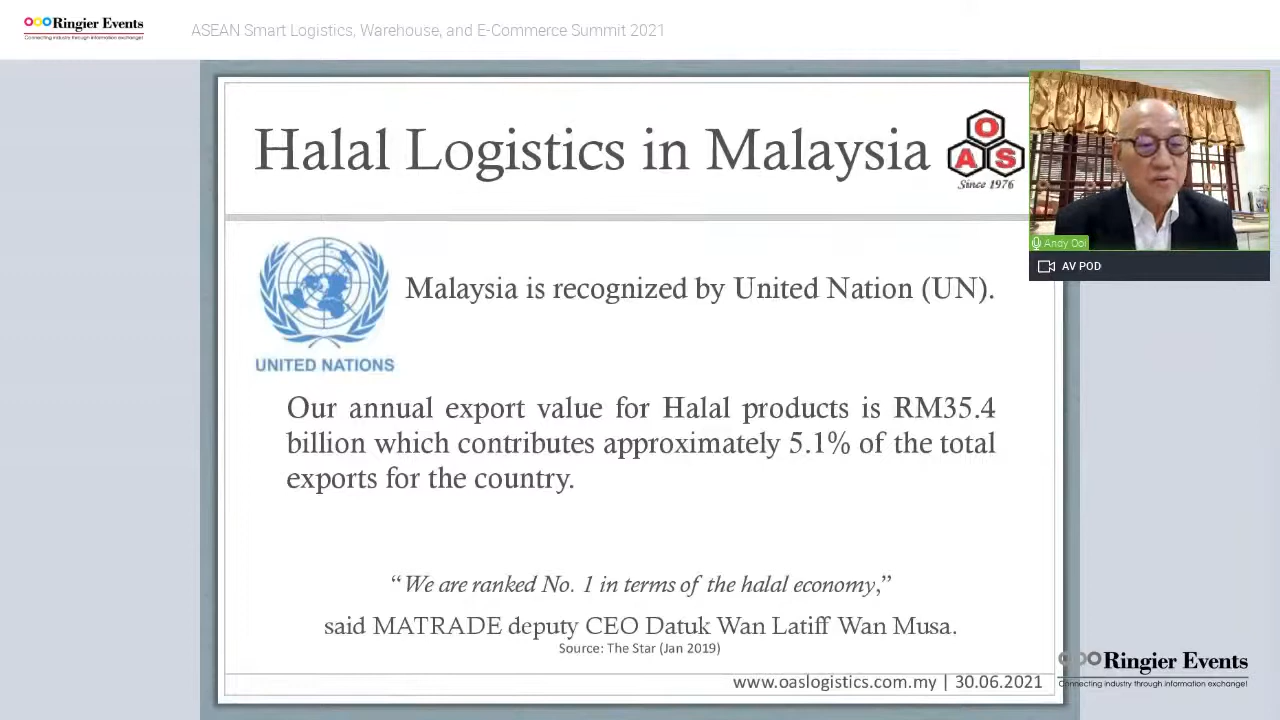 Ringier Events
Connecting industry through information exchange!
ASEAN Smart Logistics, Warehouse, and E-Commerce Summit 2021
Halal Logistics in Malaysia
O
A S
Since 1976
Andy Ooi
AV POD
Malaysia is recognized by United Nation (UN).
UNITED NATIONS
Our annual export value for Halal products is RM35.4
billion which contributes approximately 5.1% of the total
exports for the country.
“We are ranked No. 1 in terms of the halal economy,”
said MATRADE deputy CEO Datuk Wan Latiff Wan Musa.
Source: The Star (Jan 2019)
www.oaslogistics.com.my | 30.06.2021
Ringier Events
Connecting industry through information exchange!